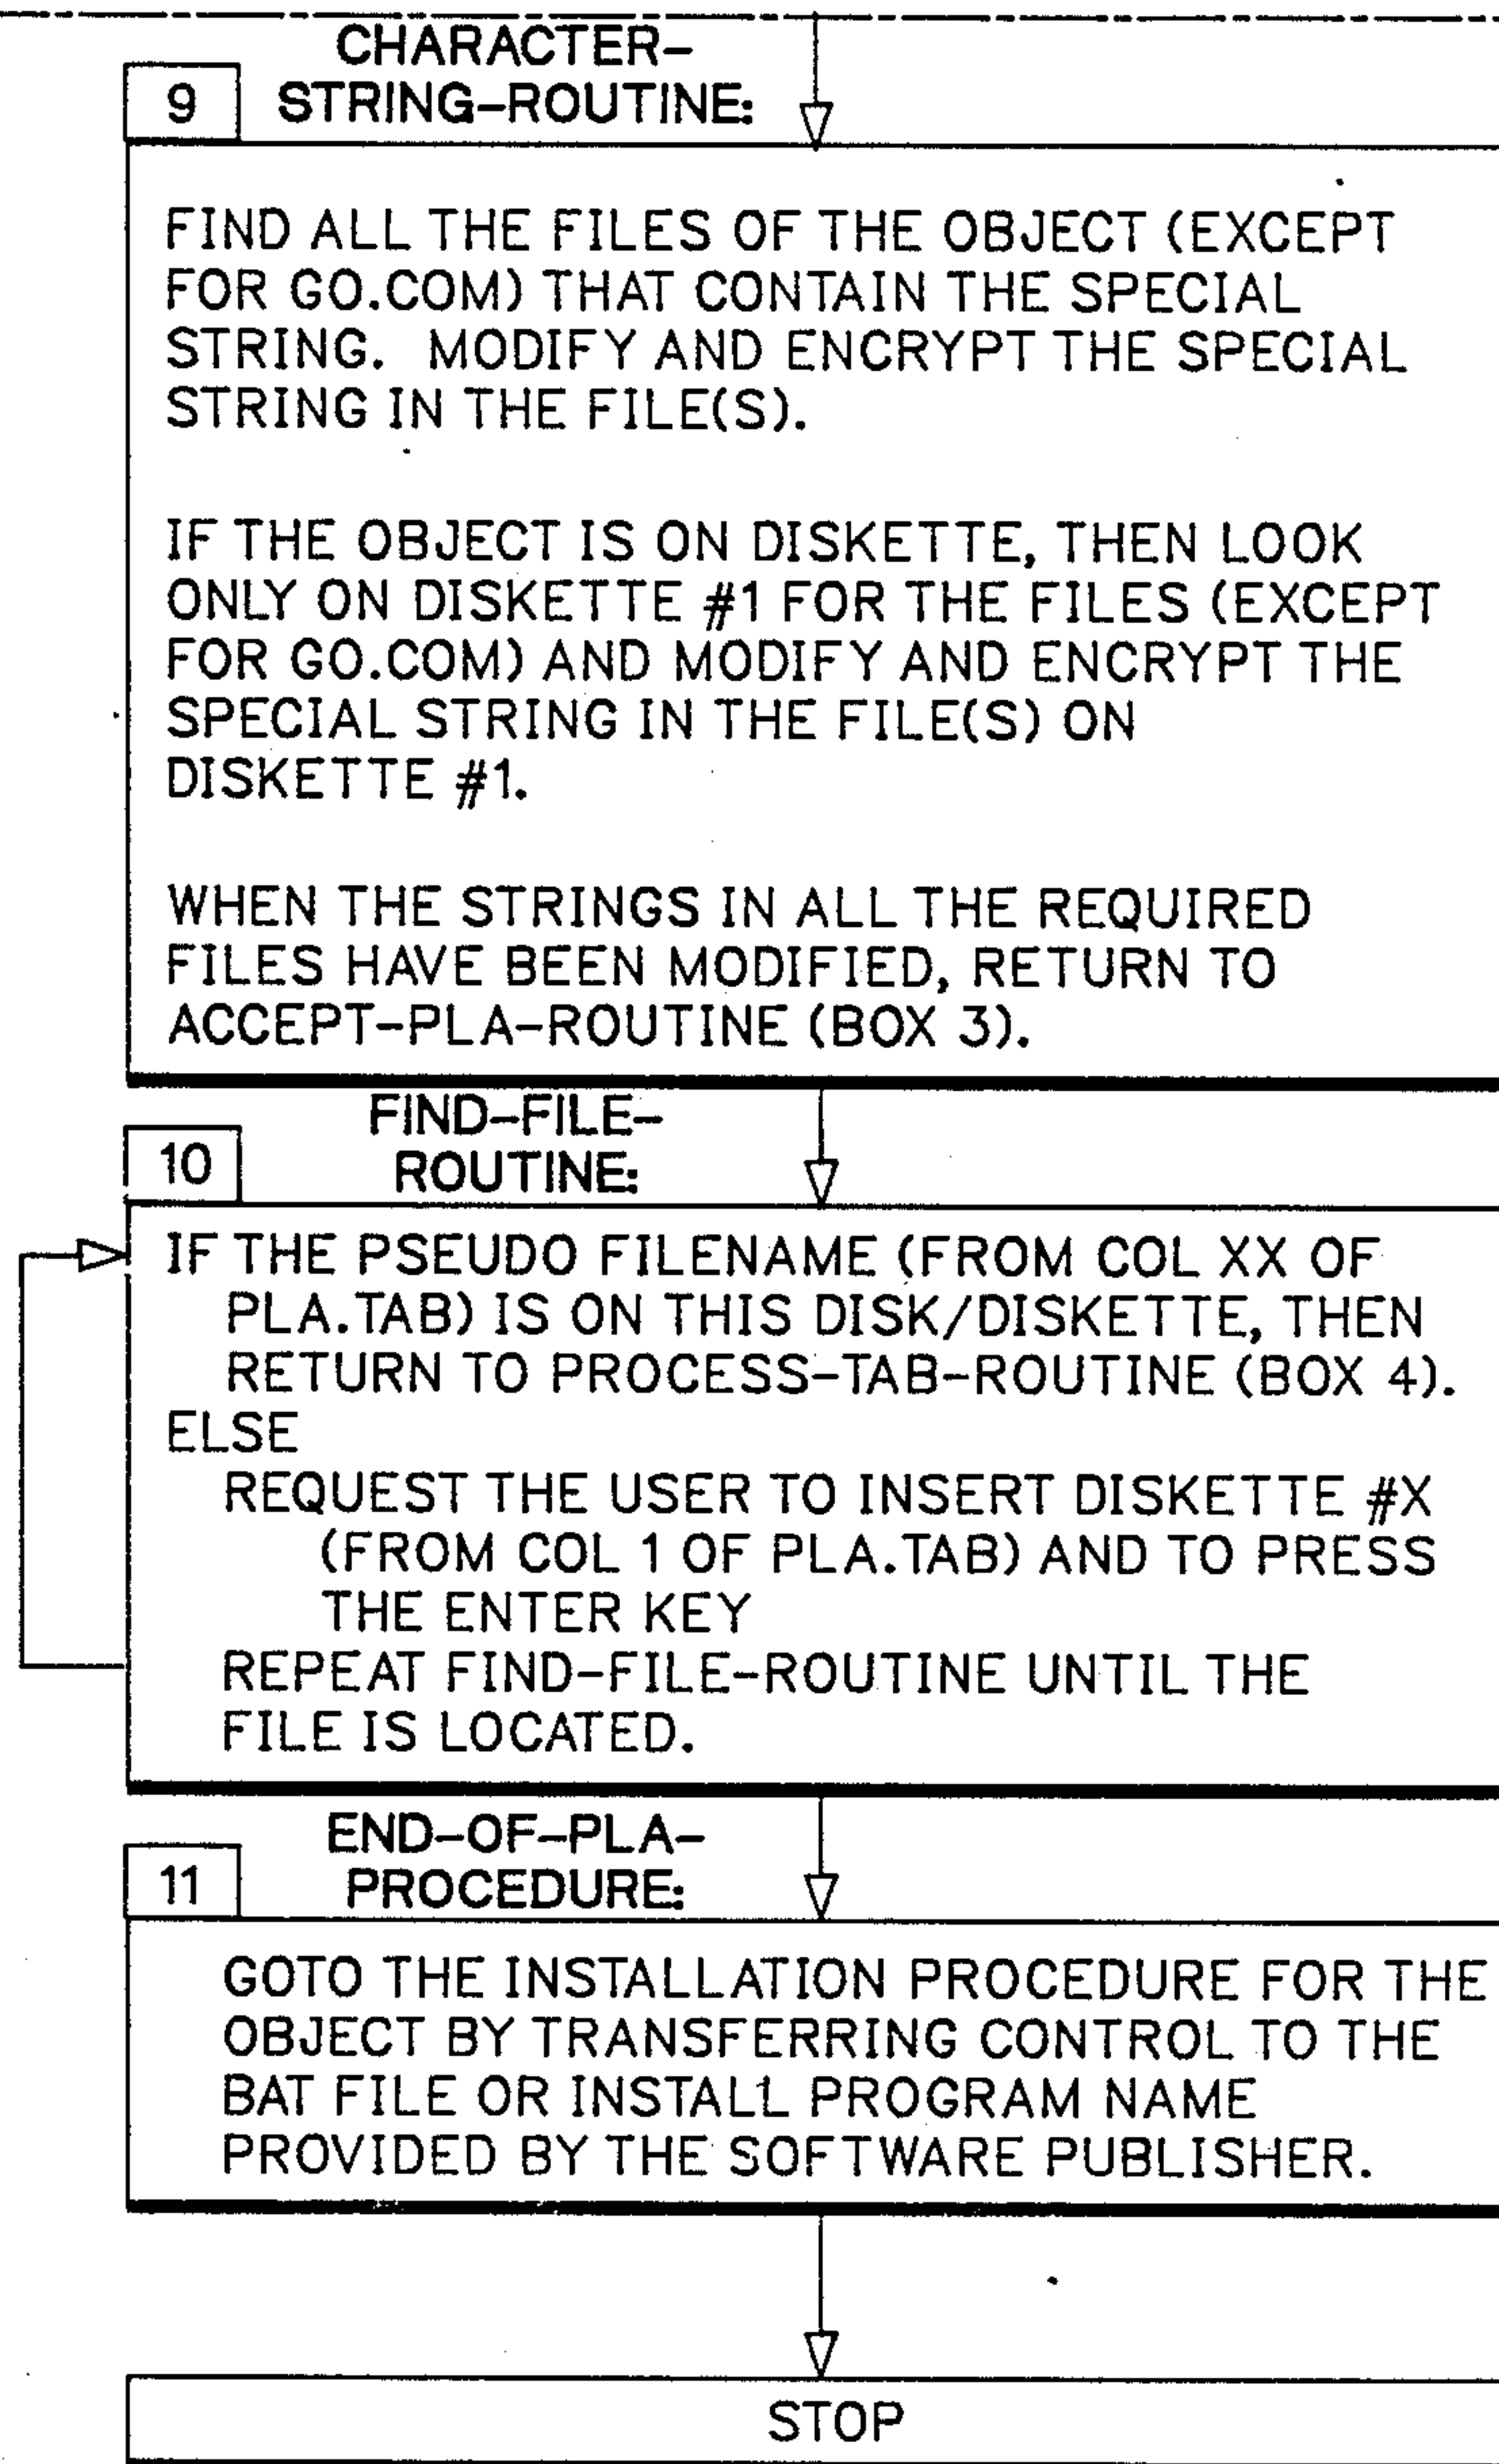 CHARACTER-
9 STRING-ROUTINE:
FIND ALL THE FILES OF THE OBJECT (EXCEPT
FOR GO.COM) THAT CONTAIN THE SPECIAL
STRING. MODIFY AND ENCRYPT THE SPECIAL
STRING IN THE FILE(S).
IF THE OBJECT IS ON DISKETTE, THEN LOOK
ONLY ON DISKETTE #1 FOR THE FILES (EXCEPT
FOR GO.COM) AND MODIFY AND ENCRYPT THE
SPECIAL STRING IN THE FILE(S) ON
DISKETTE #1.
WHEN THE STRINGS IN ALL THE REQUIRED
FILES HAVE BEEN MODIFIED, RETURN TO
ACCEPT-PLA-ROUTINE (BOX 3).
FIND-FILE-
10 ROUTINE:
IF THE PSEUDO FILENAME (FROM COL XX OF
PLA.TAB) IS ON THIS DISK/DISKETTE, THEN
RETURN TO PROCESS-TAB-ROUTINE (BOX 4).
ELSE
REQUEST THE USER TO INSERT DISKETTE #X
(FROM COL 1 OF PLA.TAB) AND TO PRESS
THE ENTER KEY
REPEAT FIND-FILE-ROUTINE UNTIL THE
FILE IS LOCATED.
END-OF-PLA-
11 PROCEDURE:
GOTO THE INSTALLATION PROCEDURE FOR THE
OBJECT BY TRANSFERRING CONTROL TO THE
BAT FILE OR INSTALL PROGRAM NAME
PROVIDED BY THE SOFTWARE PUBLISHER.
STOP